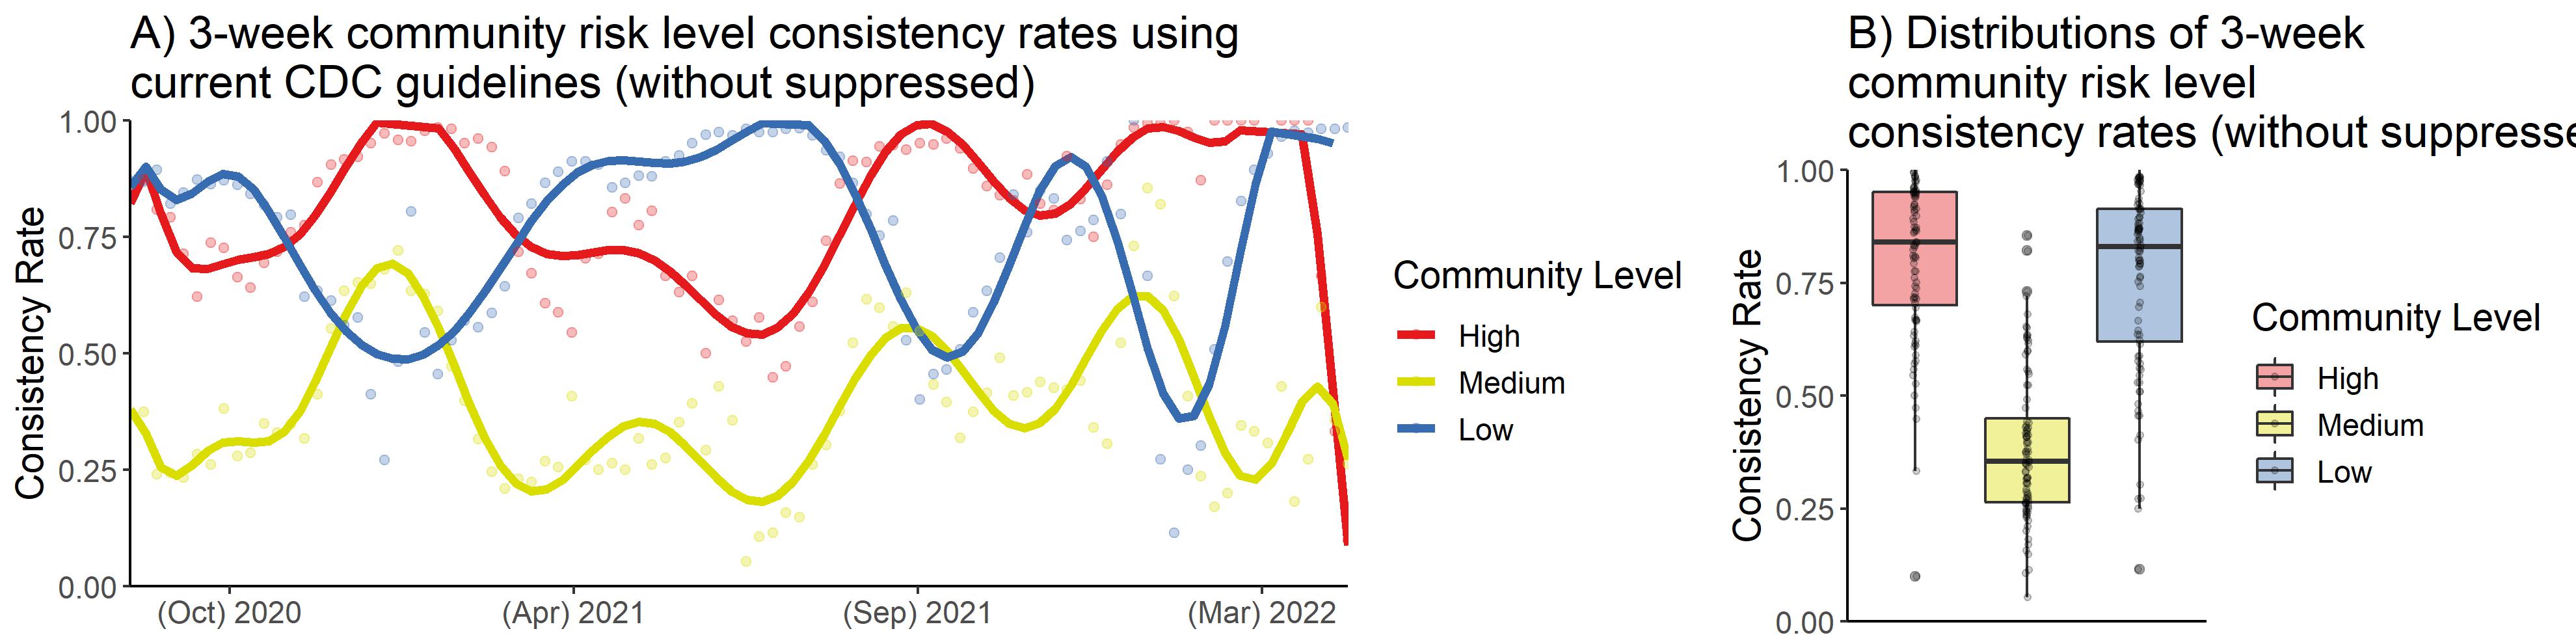 A) 3-week community risk level consistency rates using
current CDC guidelines (without suppressed)
1.00
0.75
0.50
0.25
0.00
Consistency Rate
(Oct) 2020
(Apr) 2021
(Sep) 2021
(Mar) 2022
Community Level
High
Medium
Low
B) Distributions of 3-week
community risk level
consistency rates (without suppresse
1.00
0.75
0.50
0.25
0.00
Consistency Rate
Community Level
High
Medium
Low